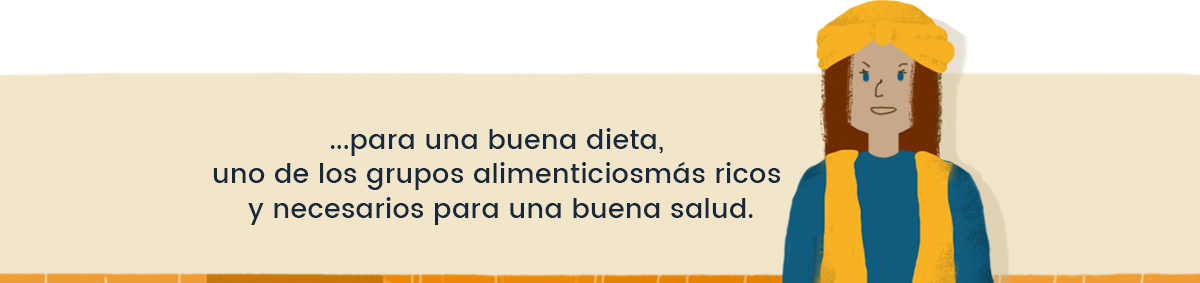 ...para una buena dieta,
uno de los grupos alimenticiosmás ricos
y necesarios para una buena salud.